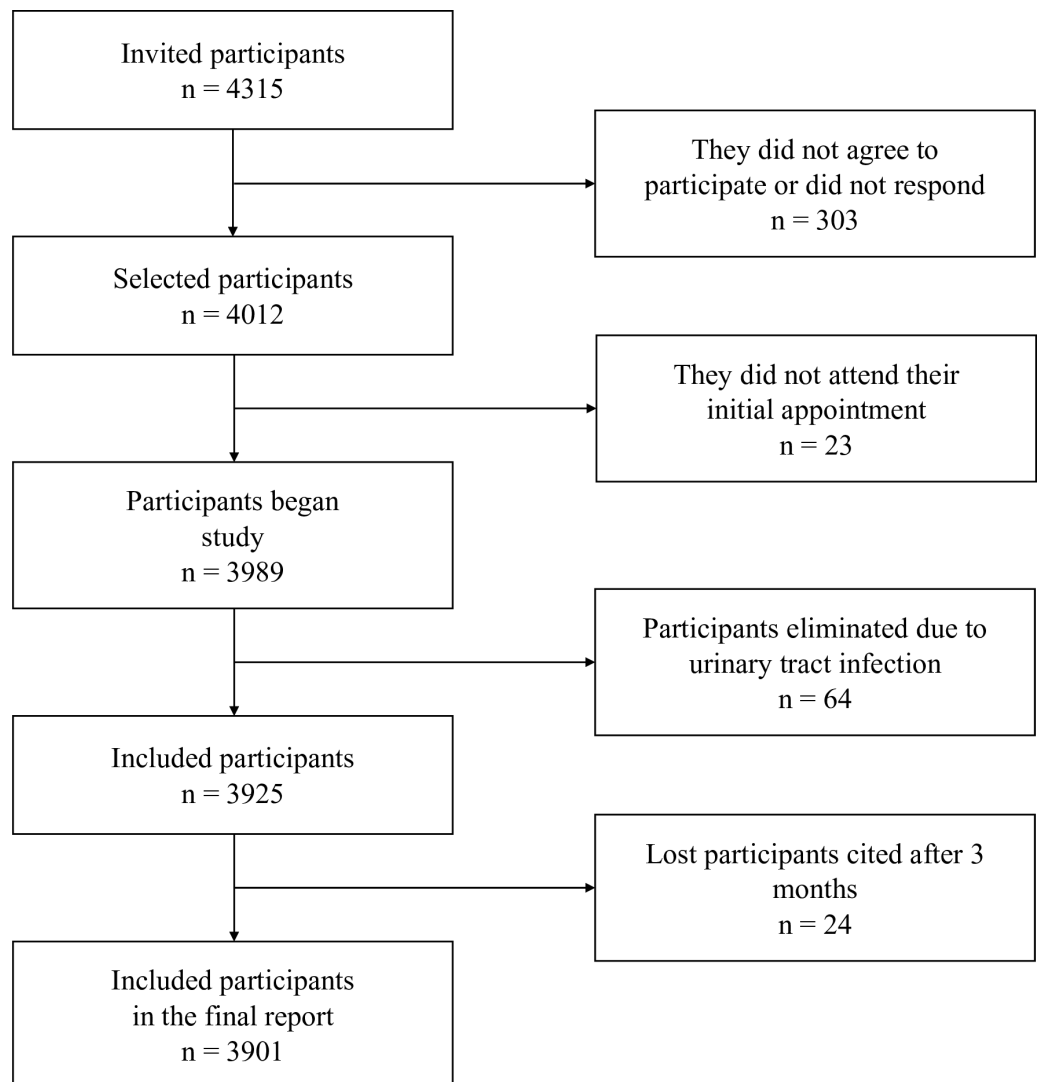 Invited participants
n = 4315
They did not agree to
participate or did not respond
n = 303
Selected participants
n = 4012
They did not attend their
initial appointment
n = 23
Participants began
study
n = 3989
Participants eliminated due to
urinary tract infection
n = 64
Included participants
n = 3925
Lost participants cited after 3
months
n = 24
Included participants
in the final report
n = 3901